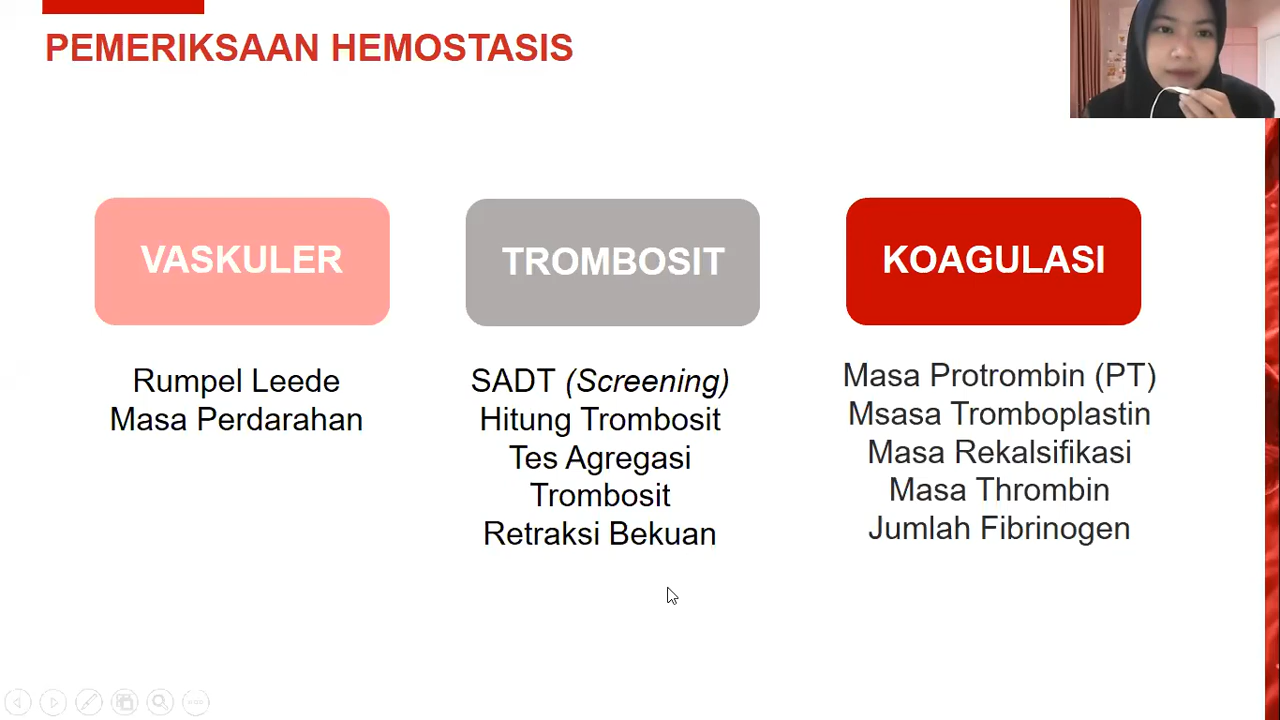 PEMERIKSAAN HEMOSTASIS
VASKULER
Rumpel Leede
Masa Perdarahan
TROMBOSIT
SADT (Screening)
Hitung Trombosit
Tes Agregasi
Trombosit
Retraksi Bekuan
KOAGULASI
Masa Protrombin (PT)
Msasa Tromboplastin
Masa Rekalsifikasi
Masa Thrombin
Jumlah Fibrinogen